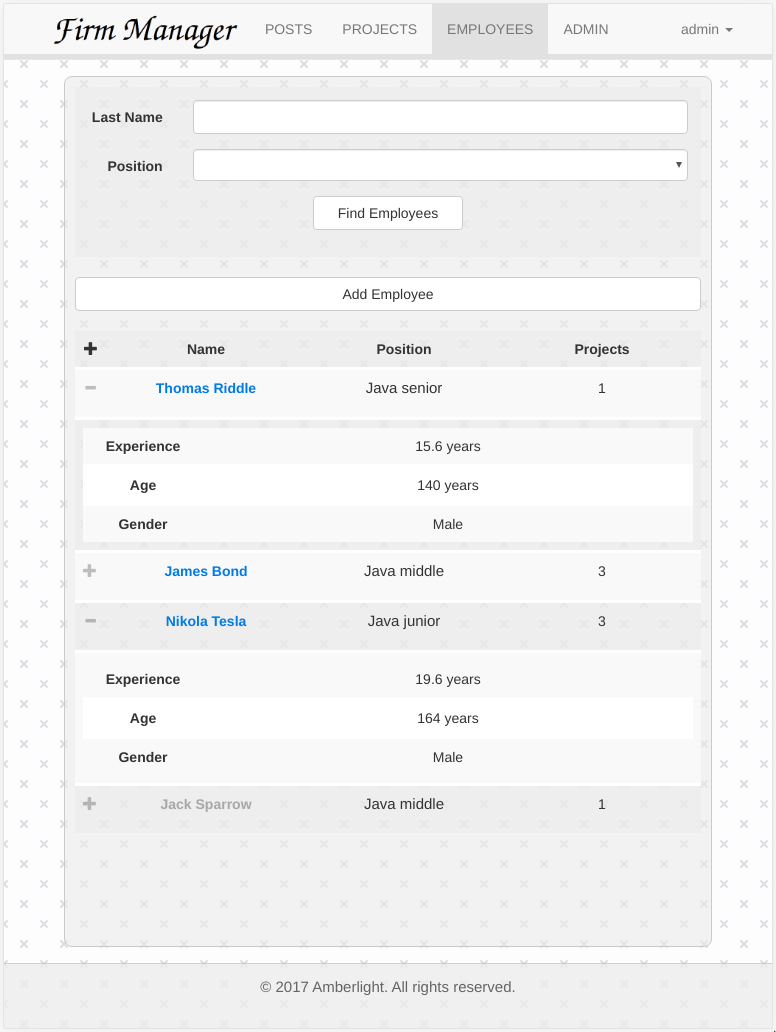 Firm Manager POSTS PROJECTS EMPLOYEES ADMIN admin
Last Name
Position
Find Employees
Add Employee
Name Position Projects
Thomas Riddle Java senior 1
Experience 15.6 years
Age 140 years
Gender Male
James Bond Java middle 3
Nikola Tesla Java junior 3
Experience 19.6 years
Age 164 years
Gender Male
Jack Sparrow Java middle 1
© 2017 Amberlight. All rights reserved.